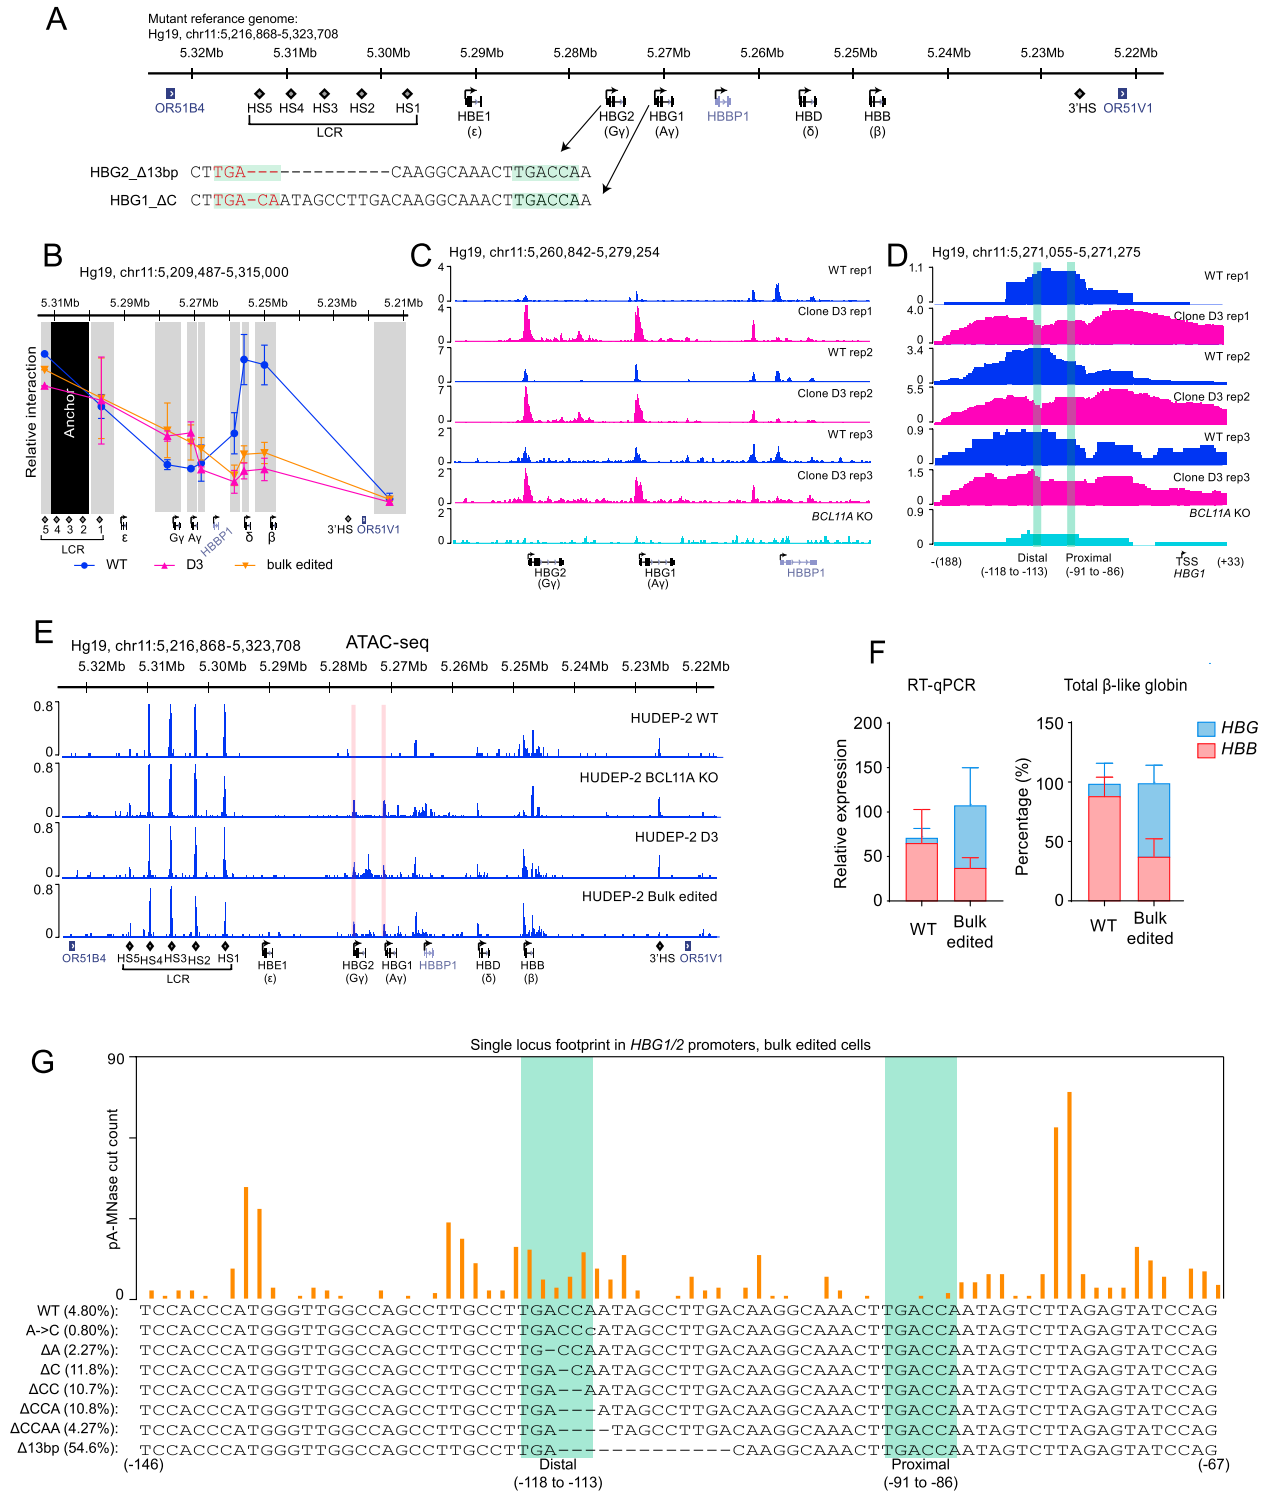 A
Mutant referance genome:
Hg19, chr11:5,216,868-5,323,708
5.32Mb 5.31Mb 5.30Mb 5.29Mb 5.28Mb 5.27Mb 5.26Mb 5.25Mb 5.24Mb 5.23Mb 5.22Mb
OR51B4 HS5 HS4 HS3 HS2 HS1 HBE1 HBG2 HBG1 HBBP1 HBD HBB 3'HS OR51V1
LCR (ε) (Gγ) (Aγ) (δ) (β)
HBG2_Δ13bp CTTGA-------------CAAGGCAAACTTGACCAA
HBG1_ΔC CTTGA-CAATAGCCTTGACAAGGCAAACTTGACCAA
B
Hg19, chr11:5,209,487-5,315,000
5.31Mb 5.29Mb 5.27Mb 5.25Mb 5.23Mb 5.21Mb
Relative interaction
Anchor
5 4 3 2 1 ε Gγ Aγ HBBP1 δ β 3'HS OR51V1
LCR
WT D3 bulk edited
C
Hg19, chr11:5,260,842-5,279,254
4 0 WT rep1
4 0 Clone D3 rep1
7 0 WT rep2
7 0 Clone D3 rep2
2 0 WT rep3
2 0 Clone D3 rep3
2 0 BCL11A KO
HBG2 HBG1 HBBP1
(Gγ) (Aγ)
D
Hg19, chr11:5,271,055-5,271,275
1.1 0 WT rep1
4.0 0 Clone D3 rep1
3.4 0 WT rep2
5.5 0 Clone D3 rep2
0.9 0 WT rep3
1.5 0 Clone D3 rep3
0.9 0 BCL11A KO
-(188) Distal Proximal TSS (+33)
(-118 to -113) (-91 to -86) HBG1
E
Hg19, chr11:5,216,868-5,323,708 ATAC-seq
5.32Mb 5.31Mb 5.30Mb 5.29Mb 5.28Mb 5.27Mb 5.26Mb 5.25Mb 5.24Mb 5.23Mb 5.22Mb
0.8 0 HUDEP-2 WT
0.8 0 HUDEP-2 BCL11A KO
0.8 0 HUDEP-2 D3
0.8 0 HUDEP-2 Bulk edited
OR51B4 HS5 HS4 HS3 HS2 HS1 HBE1 HBG2 HBG1 HBBP1 HBD HBB 3'HS OR51V1
LCR (ε) (Gγ) (Aγ) (δ) (β)
F
RT-qPCR
Relative expression
200
150
100
50
0
WT Bulk edited
Total β-like globin
Percentage (%)
150
100
50
0
WT Bulk edited
HBG
HBB
G
Single locus footprint in HBG1/2 promoters, bulk edited cells
90
pA-MNase cut count
0
WT (4.80%): TCCACCCATGGGTTGGCCAGCCTTGCCTTGACCAATAGCCTTGACAAGGCAAACTTGACCAATAGTCTTAGAGTATCCAG
A->C (0.80%): TCCACCCATGGGTTGGCCAGCCTTGCCTTGACCcATAGCCTTGACAAGGCAAACTTGACCAATAGTCTTAGAGTATCCAG
ΔA (2.27%): TCCACCCATGGGTTGGCCAGCCTTGCCTTG-CCAATAGCCTTGACAAGGCAAACTTGACCAATAGTCTTAGAGTATCCAG
ΔC (11.8%): TCCACCCATGGGTTGGCCAGCCTTGCCTTGA-CAATAGCCTTGACAAGGCAAACTTGACCAATAGTCTTAGAGTATCCAG
ΔCC (10.7%): TCCACCCATGGGTTGGCCAGCCTTGCCTTGA--AATAGCCTTGACAAGGCAAACTTGACCAATAGTCTTAGAGTATCCAG
ΔCCA (10.8%): TCCACCCATGGGTTGGCCAGCCTTGCCTTGA---ATAGCCTTGACAAGGCAAACTTGACCAATAGTCTTAGAGTATCCAG
ΔCCAA (4.27%): TCCACCCATGGGTTGGCCAGCCTTGCCTTGA----TAGCCTTGACAAGGCAAACTTGACCAATAGTCTTAGAGTATCCAG
Δ13bp (54.6%): TCCACCCATGGGTTGGCCAGCCTTGCCTTGA-------------CAAGGCAAACTTGACCAATAGTCTTAGAGTATCCAG
(-146) Distal Proximal (-67)
(-118 to -113) (-91 to -86)